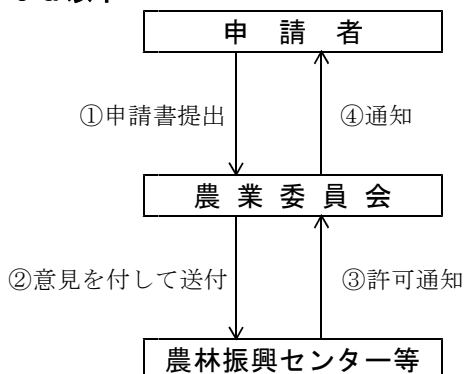 申請者
①申請書提出
④通知
農業委員会
②意見を付して送付
③許可通知
農林振興センター等